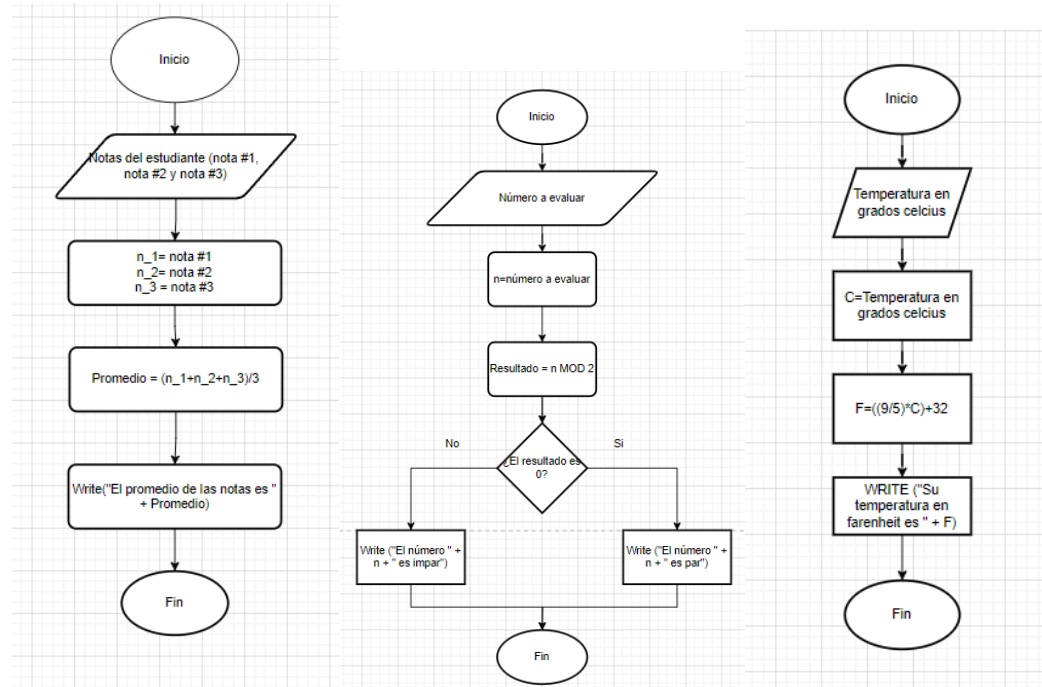 Inicio
Notas del estudiante (nota #1,
nota #2 y nota #3)
n_1= nota #1
n_2= nota #2
n_3 = nota #3
Promedio = (n_1+n_2+n_3)/3
Write("El promedio de las notas es "
+ Promedio)
Fin
Inicio
Número a evaluar
n=número a evaluar
Resultado = n MOD 2
¿El resultado es
0?
No
Si
Write ("El número " +
n + " es impar")
Write ("El número " +
n + " es par")
Fin
Inicio
Temperatura en
grados celcius
C=Temperatura en
grados celcius
F=((9/5)*C)+32
WRITE ("Su
temperatura en
farenheit es " + F)
Fin